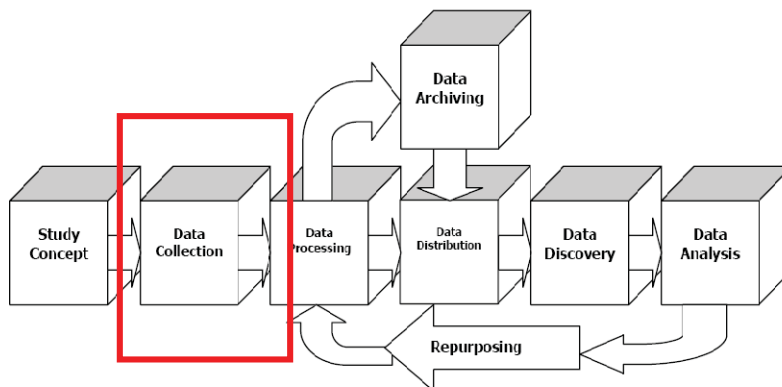 Data
Archiving
Study
Concept
Data
Collection
Data
Processing
Data
Distribution
Data
Discovery
Data
Analysis
Repurposing